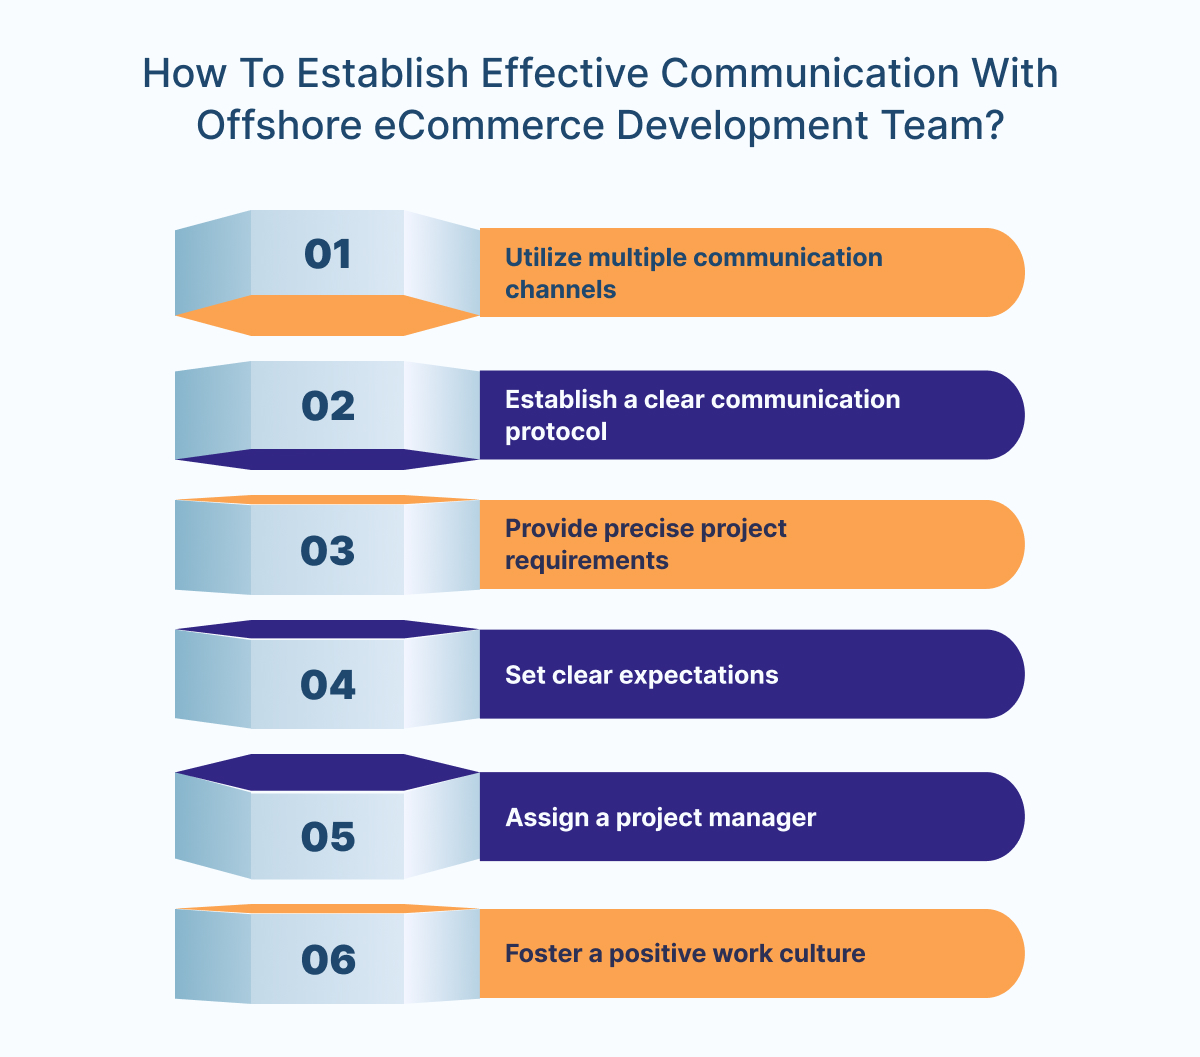 How To Establish Effective Communication With
Offshore eCommerce Development Team?
01
Utilize multiple communication
channels
02
Establish a clear communication
protocol
03
Provide precise project
requirements
04
Set clear expectations
05
Assign a project manager
06
Foster a positive work culture